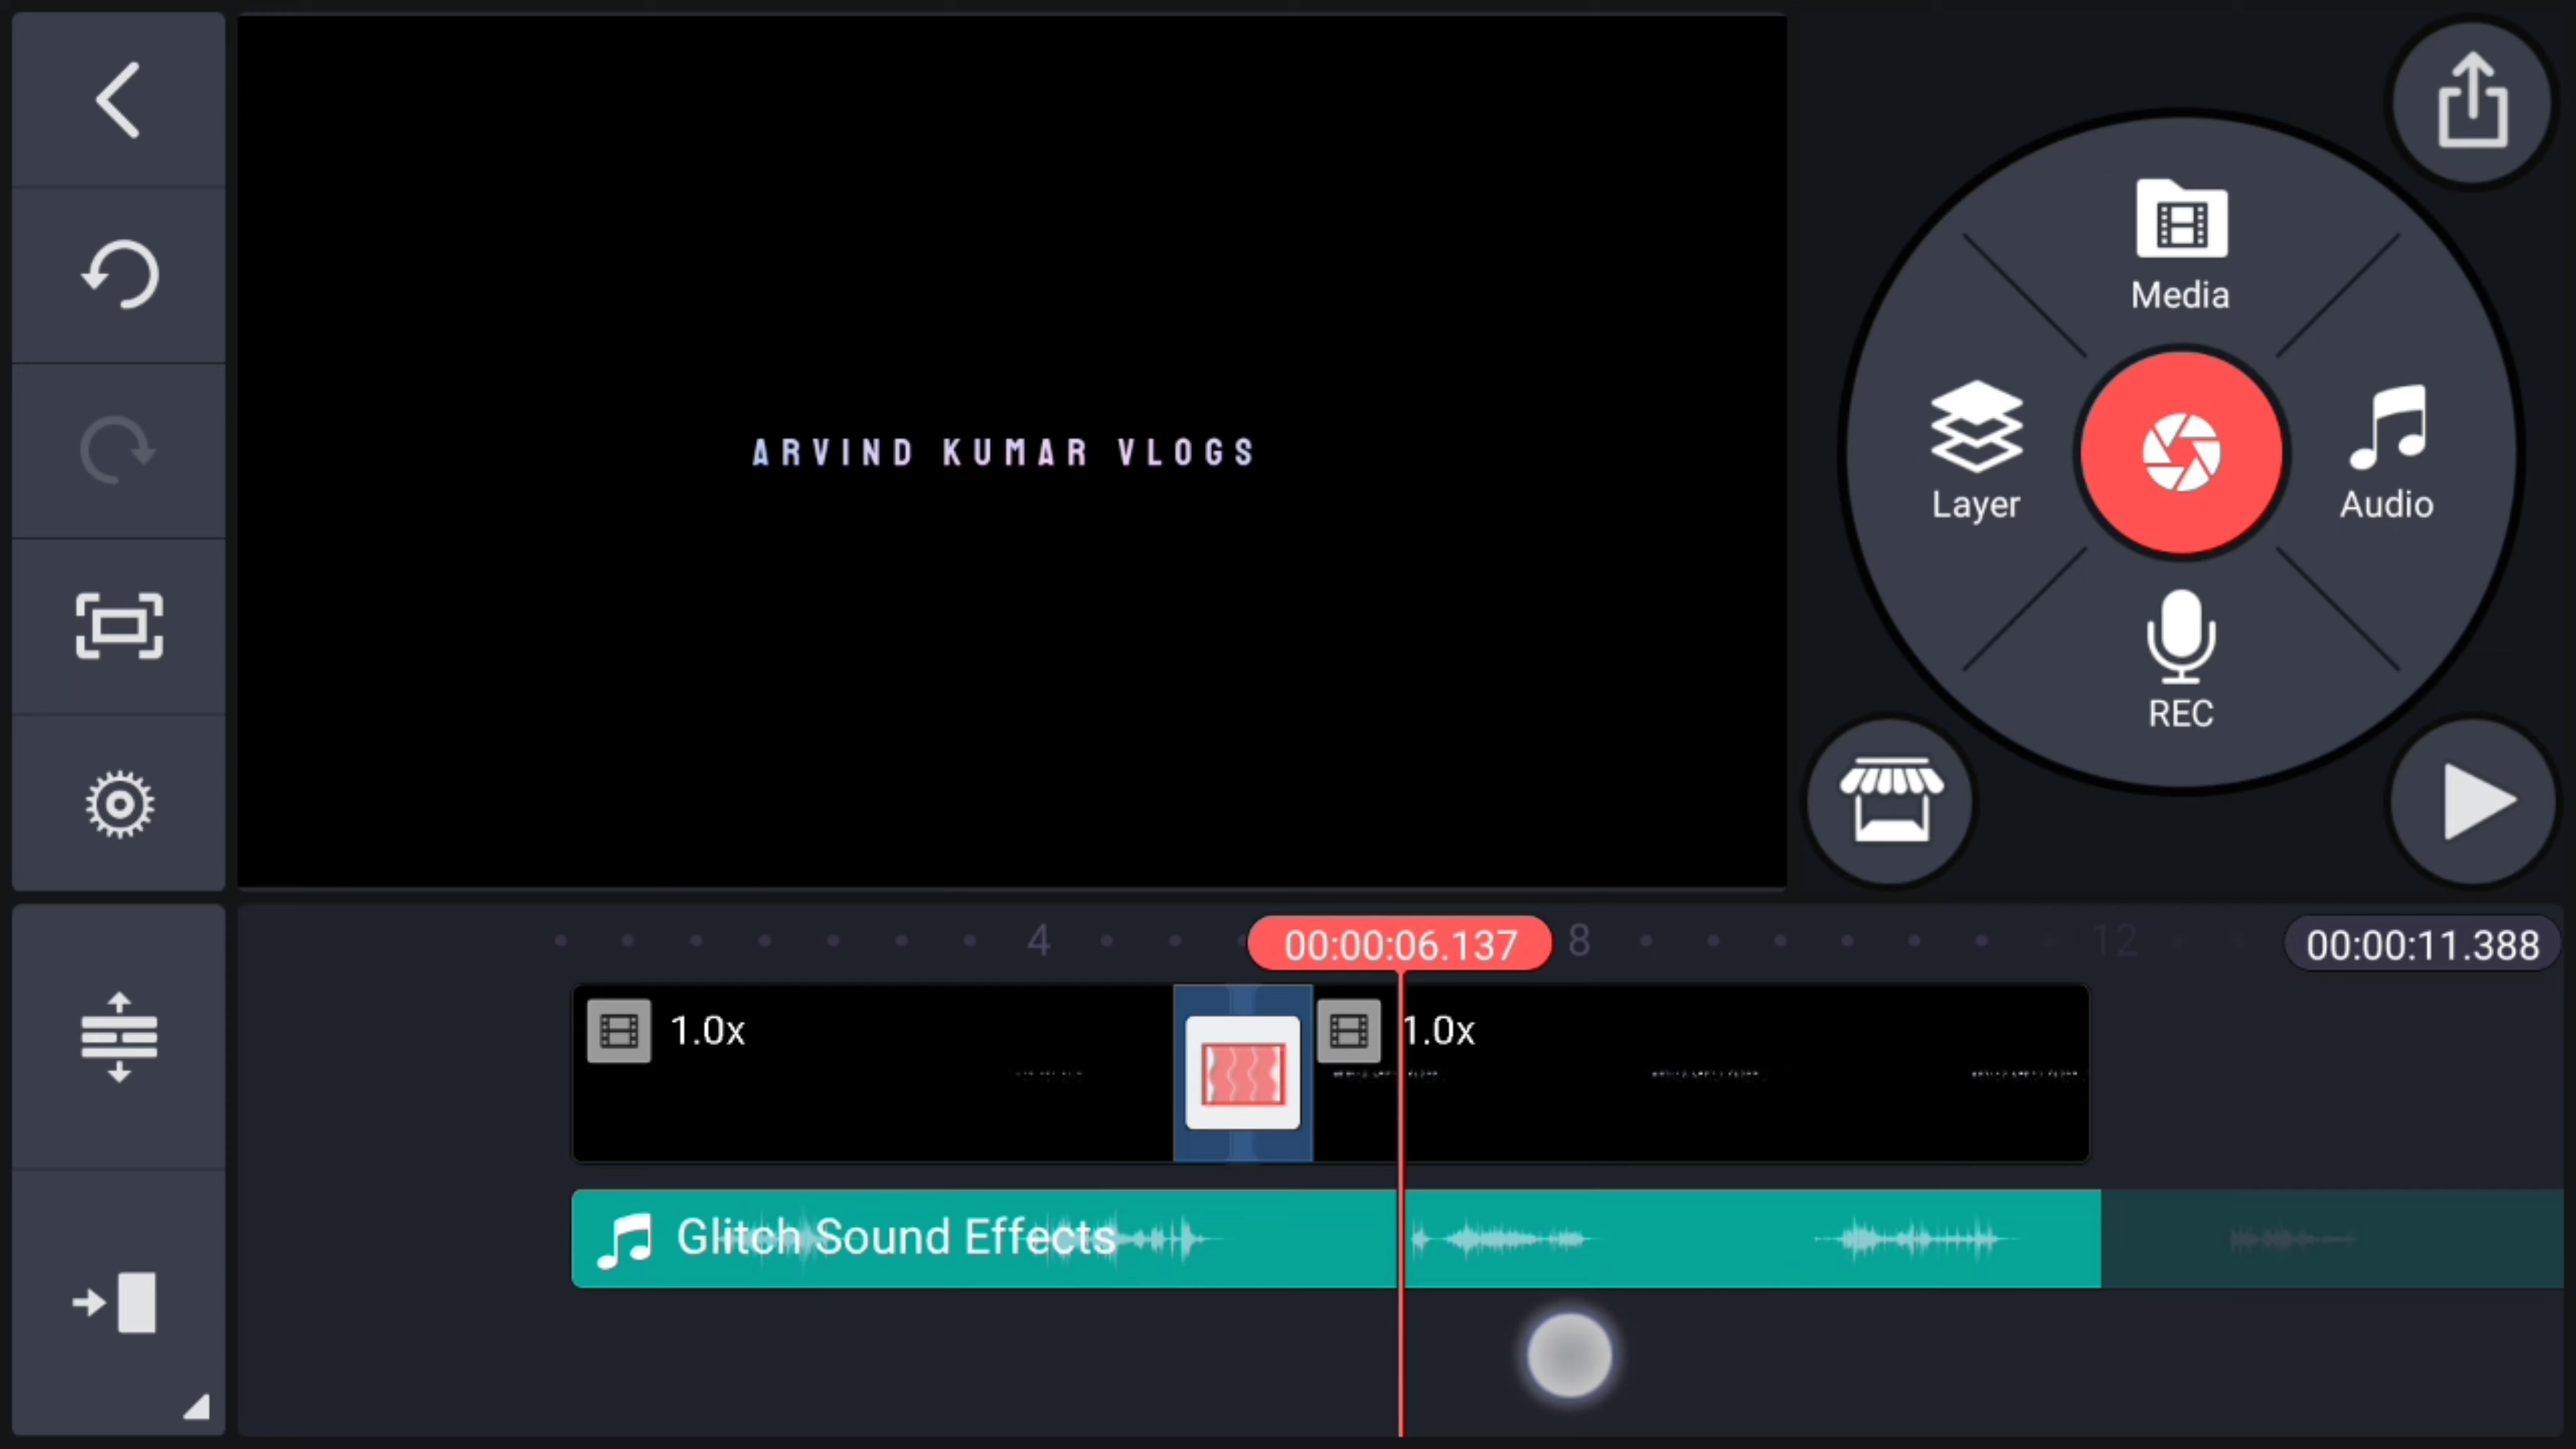 Media
ARVIND KUMAR VLOGS
Layer
Audio
REC
4
00:00:06.137
8
12
00:00:11.388
1.0x
1.0x
Glitch Sound Effects